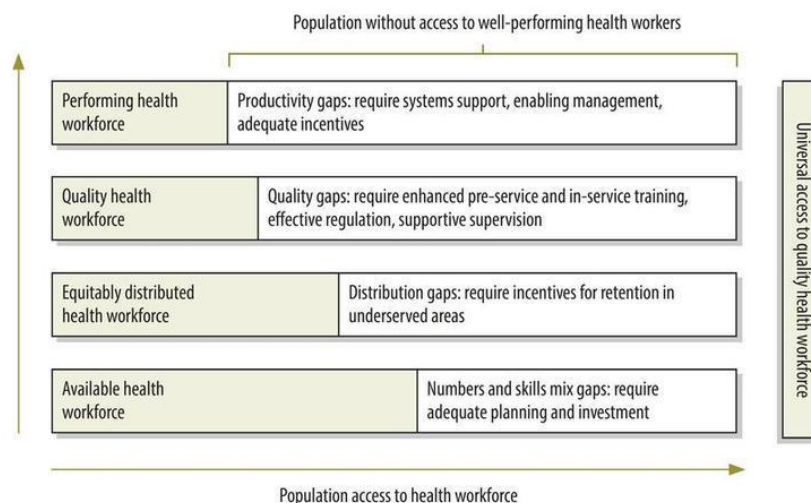 Population without access to well-performing health workers
Performing health
workforce
Productivity gaps: require systems support, enabling management,
adequate incentives
Quality health
workforce
Quality gaps: require enhanced pre-service and in-service training,
effective regulation, supportive supervision
Equitably distributed
health workforce
Distribution gaps: require incentives for retention in
underserved areas
Available health
workforce
Numbers and skills mix gaps: require
adequate planning and investment
Universal access to quality health workforce
Population access to health workforce